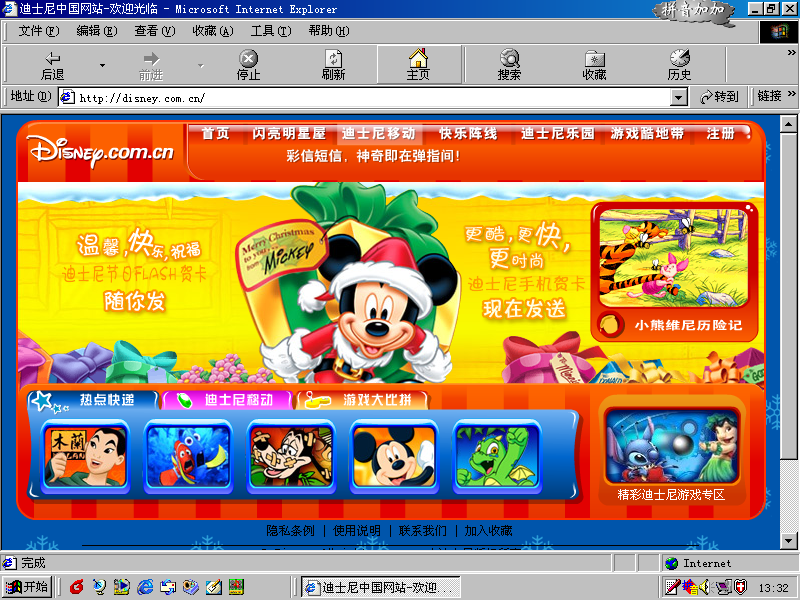 迪士尼中国网站-欢迎光临 - Microsoft Internet Explorer
拼音加加
文件(F) 编辑(E) 查看(V) 收藏(A) 工具(T) 帮助(H)
后退 前进 停止 刷新 主页 搜索 收藏 历史
地址(D) http://disney.com.cn/ 转到 链接
Disney.com.cn
首页 闪亮明星屋 迪士尼移动 快乐阵线 迪士尼乐园 游戏酷地带 注册
彩信短信，神奇即在弹指间！
温馨,快乐,祝福
迪士尼节日FLASH贺卡
随你发
Merry Christmas
to you
from
Mickey
更酷,更快,
更时尚
迪士尼手机贺卡
现在发送
小熊维尼历险记
热点快递 迪士尼移动 游戏大比拼
木蘭
精彩迪士尼游戏专区
隐私条例 | 使用说明 | 联系我们 | 加入收藏
完成 Internet
开始 迪士尼中国网站-欢迎... 13:32